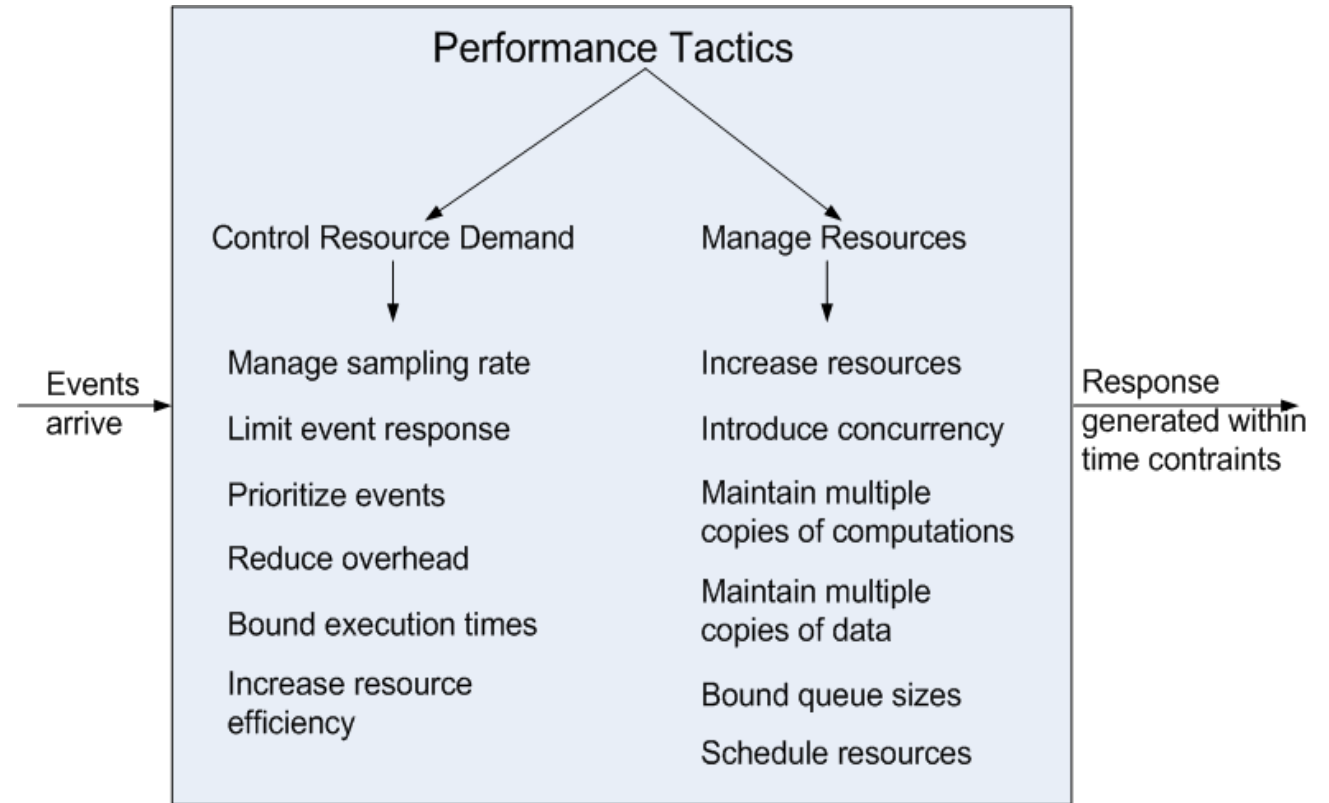 Performance Tactics
Control Resource Demand
Manage Resources
Events
arrive
Manage sampling rate
Limit event response
Prioritize events
Reduce overhead
Bound execution times
Increase resource
efficiency
Increase resources
Introduce concurrency
Maintain multiple
copies of computations
Maintain multiple
copies of data
Bound queue sizes
Schedule resources
Response
generated within
time contraints